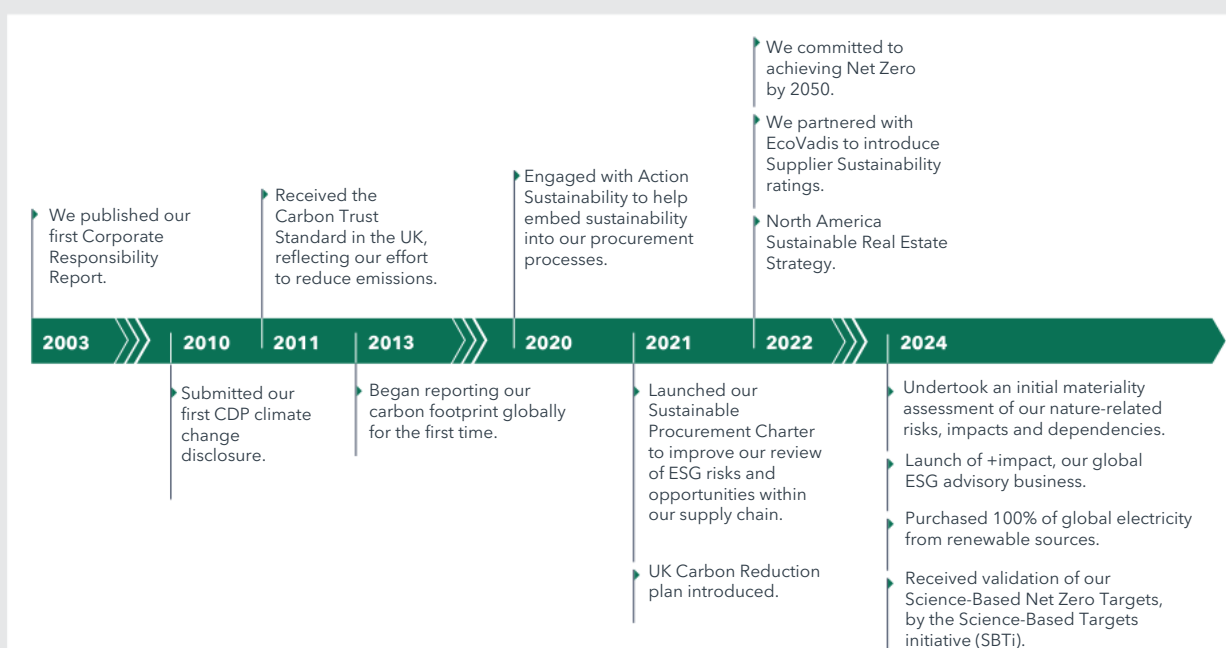 We committed to
achieving Net Zero
by 2050.
We partnered with
EcoVadis to introduce
Supplier Sustainability
ratings.
North America
Sustainable Real Estate
Strategy.
Engaged with Action
Sustainability to help
embed sustainability
into our procurement
processes.
Received the
Carbon Trust
Standard in the UK,
reflecting our effort
to reduce emissions.
We published our
first Corporate
Responsibility
Report.
2003
2010
2011
2013
2020
2021
2022
2024
Submitted our
first CDP climate
change
disclosure.
Began reporting our
carbon footprint globally
for the first time.
Launched our
Sustainable
Procurement Charter
to improve our review
of ESG risks and
opportunities within
our supply chain.
UK Carbon Reduction
plan introduced.
Undertook an initial materiality
assessment of our nature-related
risks, impacts and dependencies.
Launch of +impact, our global
ESG advisory business.
Purchased 100% of global electricity
from renewable sources.
Received validation of our
Science-Based Net Zero Targets,
by the Science-Based Targets
initiative (SBTi).